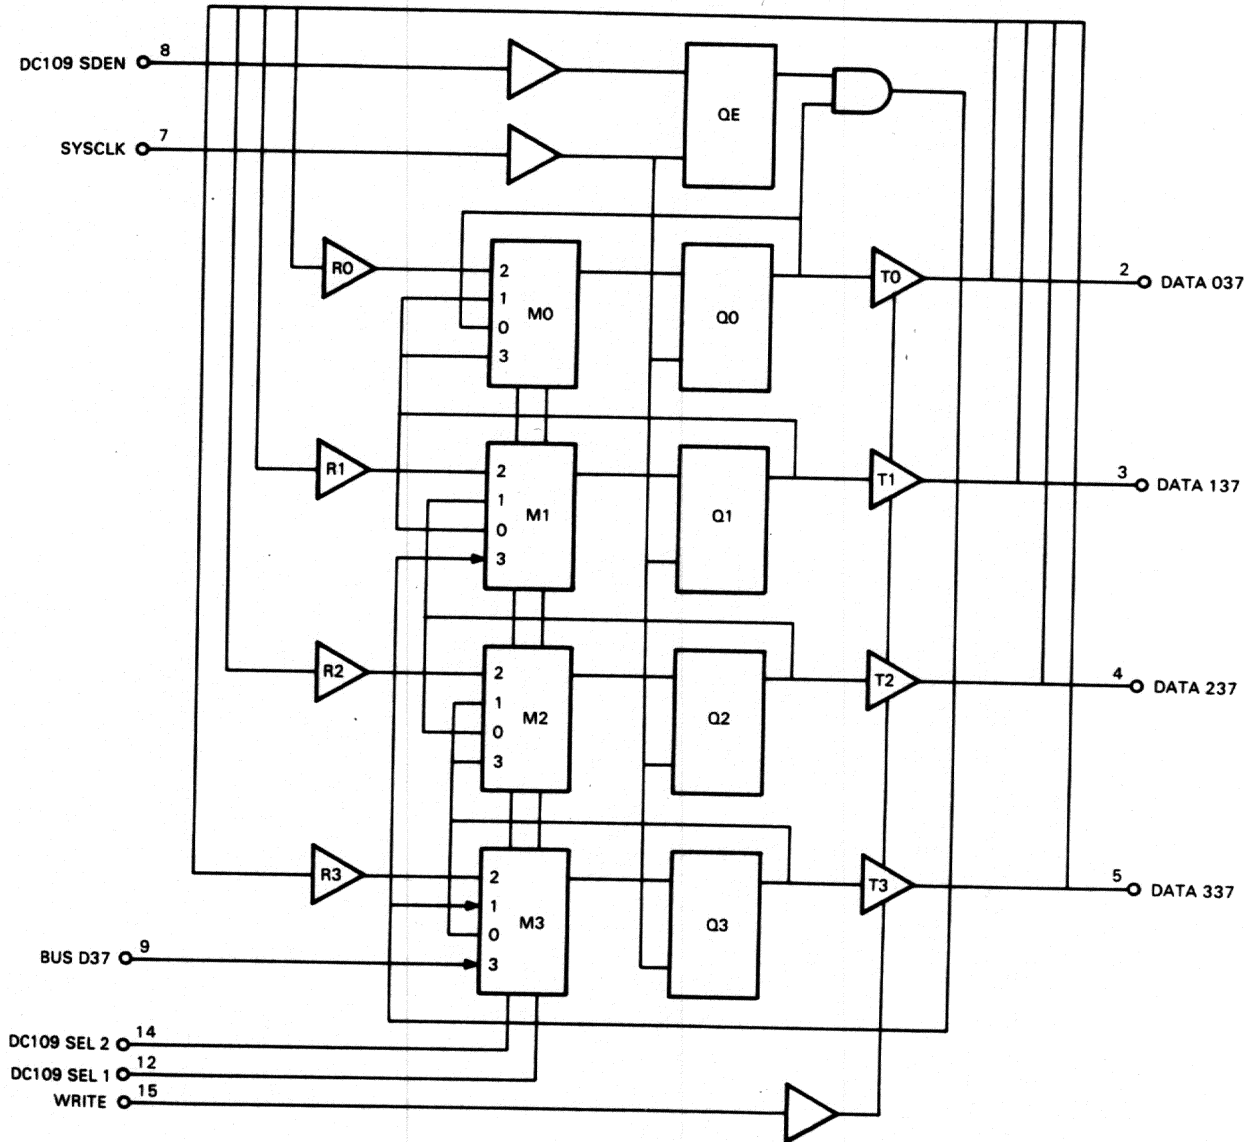 DC109 SDEN 8
QE
SYSCLK 7
R0
2
1
0
3
M0
Q0
T0
2 DATA 037
R1
2
1
0
3
M1
Q1
T1
3 DATA 137
R2
2
1
0
3
M2
Q2
T2
4 DATA 237
R3
2
1
0
3
M3
Q3
T3
5 DATA 337
BUS D37 9
DC109 SEL 2 14
DC109 SEL 1 12
WRITE 15